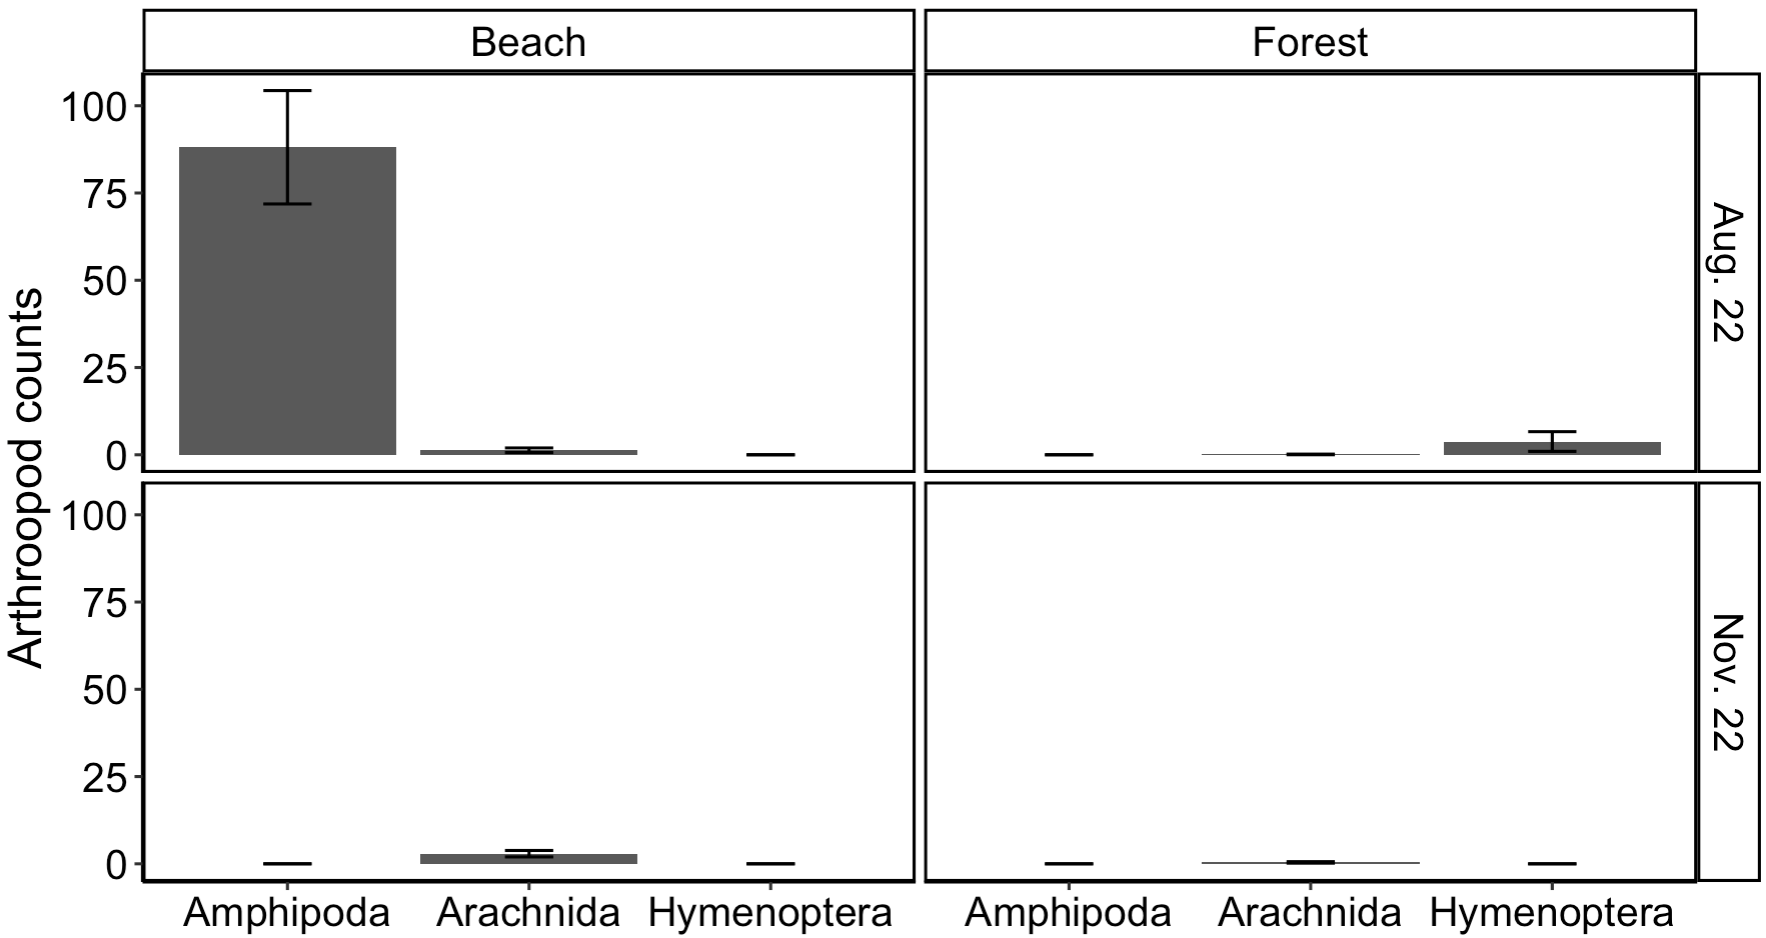 Beach
Forest
Arthroopod counts
100
75
50
25
0
Aug. 22
100
75
50
25
0
Nov. 22
Amphipoda
Arachnida
Hymenoptera
Amphipoda
Arachnida
Hymenoptera